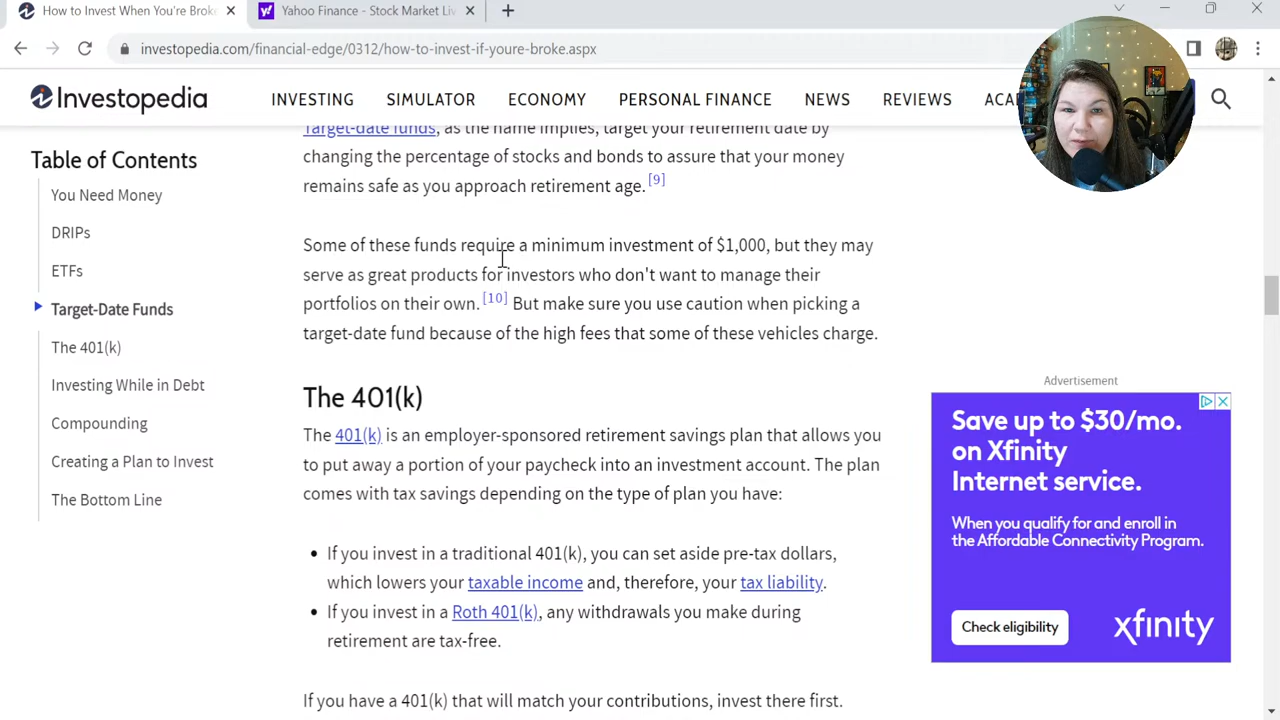 How to Invest When You're Broke
Yahoo Finance - Stock Market Liv
investopedia.com/financial-edge/0312/how-to-invest-if-youre-broke.aspx
Investopedia
INVESTING
SIMULATOR
ECONOMY
PERSONAL FINANCE
NEWS
REVIEWS
ACA
Table of Contents
You Need Money
DRIPs
ETFs
Target-Date Funds
The 401(k)
Investing While in Debt
Compounding
Creating a Plan to Invest
The Bottom Line
Target-date funds, as the name implies, target your retirement date by
changing the percentage of stocks and bonds to assure that your money
remains safe as you approach retirement age. [9]
Some of these funds require a minimum investment of $1,000, but they may
serve as great products for investors who don't want to manage their
portfolios on their own. [10] But make sure you use caution when picking a
target-date fund because of the high fees that some of these vehicles charge.
The 401(k)
The 401(k) is an employer-sponsored retirement savings plan that allows you
to put away a portion of your paycheck into an investment account. The plan
comes with tax savings depending on the type of plan you have:
• If you invest in a traditional 401(k), you can set aside pre-tax dollars,
which lowers your taxable income and, therefore, your tax liability.
• If you invest in a Roth 401(k), any withdrawals you make during
retirement are tax-free.
If you have a 401(k) that will match your contributions, invest there first.
Advertisement
Save up to $30/mo.
on Xfinity
Internet service.
When you qualify for and enroll in
the Affordable Connectivity Program.
Check eligibility
xfinity